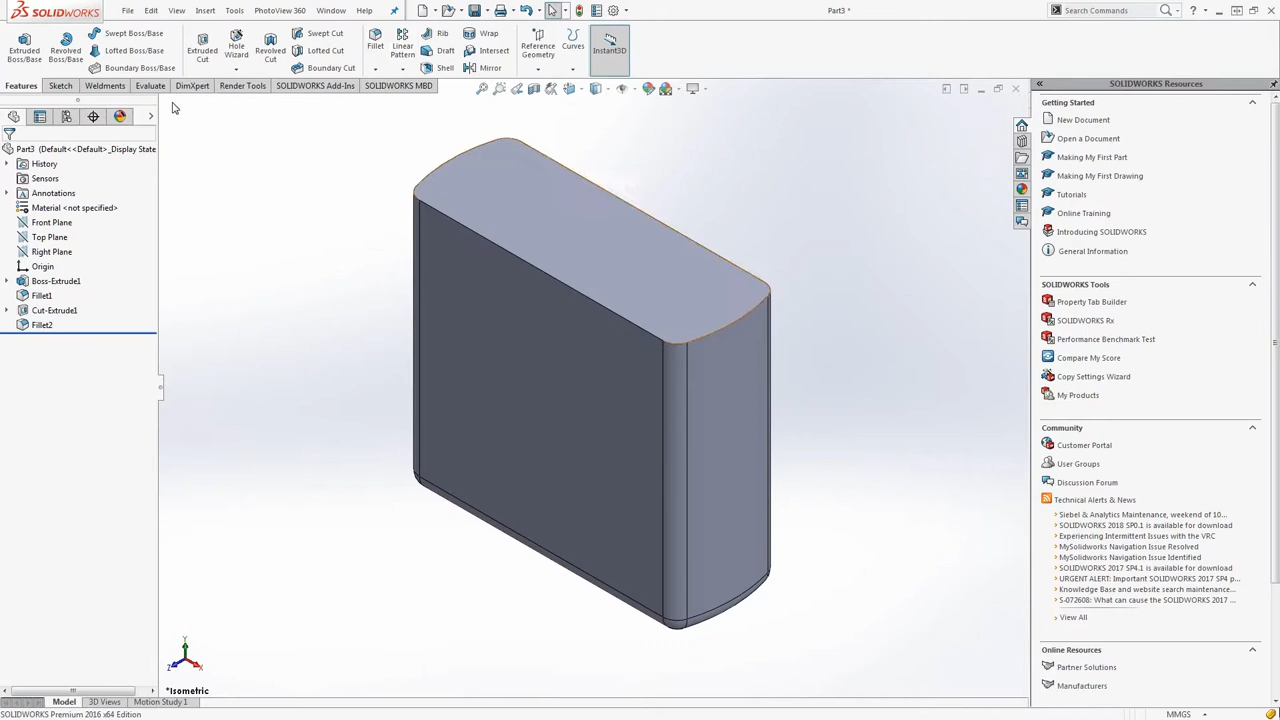 SOLIDWORKS File Edit View Insert Tools PhotoView 360 Window Help Part3 * Search Commands
Extruded Boss/Base
Revolved Boss/Base
Swept Boss/Base
Lofted Boss/Base
Boundary Boss/Base
Extruded Cut
Hole Wizard
Revolved Cut
Swept Cut
Lofted Cut
Boundary Cut
Fillet
Linear Pattern
Rib
Draft
Shell
Wrap
Intersect
Mirror
Reference Geometry
Curves
Instant3D
Features Sketch Weldments Evaluate DimXpert Render Tools SOLIDWORKS Add-Ins SOLIDWORKS MBD
Part3 (Default<<Default>_Display State
History
Sensors
Annotations
Material <not specified>
Front Plane
Top Plane
Right Plane
Origin
Boss-Extrude1
Fillet1
Cut-Extrude1
Fillet2
Y
Z X
*Isometric
SOLIDWORKS Resources
Getting Started
New Document
Open a Document
Making My First Part
Making My First Drawing
Tutorials
Online Training
Introducing SOLIDWORKS
General Information
SOLIDWORKS Tools
Property Tab Builder
SOLIDWORKS Rx
Performance Benchmark Test
Compare My Score
Copy Settings Wizard
My Products
Community
Customer Portal
User Groups
Discussion Forum
Technical Alerts & News
Siebel & Analytics Maintenance, weekend of 10...
SOLIDWORKS 2018 SP0.1 is available for download
Experiencing Intermittent Issues with the VRC
MySolidworks Navigation Issue Resolved
MySolidworks Navigation Issue Identified
SOLIDWORKS 2017 SP4.1 is available for download
URGENT ALERT: Important SOLIDWORKS 2017 SP4 p...
Knowledge Base and website search maintenance...
S-072608: What can cause the SOLIDWORKS 2017 ...
View All
Online Resources
Partner Solutions
Manufacturers
Model 3D Views Motion Study 1
SOLIDWORKS Premium 2016 x64 Edition MMGS